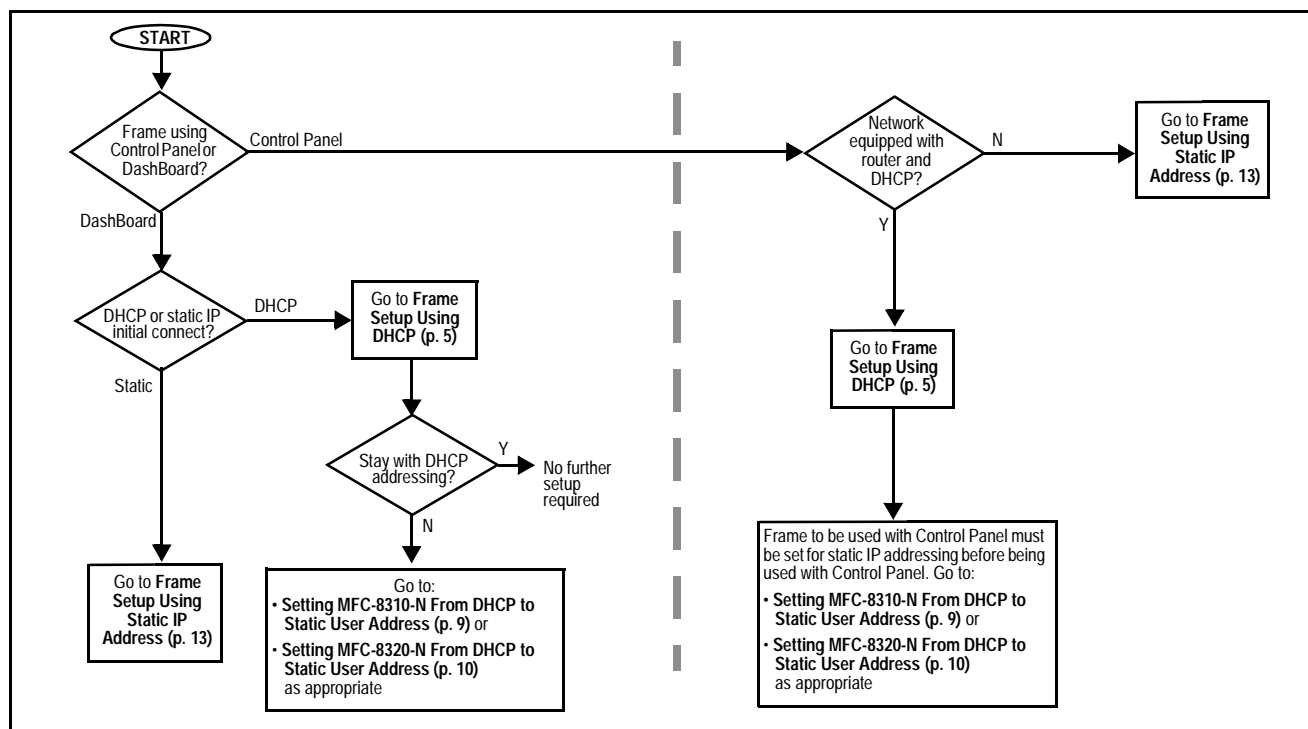 START
Frame using
Control Panel or
DashBoard?
Control Panel
DashBoard
DHCP or static IP
initial connect?
DHCP
Static
Go to Frame
Setup Using
DHCP (p. 5)
Stay with DHCP
addressing?
Y
No further
setup
required
N
Go to Frame
Setup Using
Static IP
Address (p. 13)
Go to:
• Setting MFC-8310-N From DHCP to
Static User Address (p. 9) or
• Setting MFC-8320-N From DHCP to
Static User Address (p. 10)
as appropriate
Network
equipped with
router and
DHCP?
N
Go to Frame
Setup Using
Static IP
Address (p. 13)
Y
Go to Frame
Setup Using
DHCP (p. 5)
Frame to be used with Control Panel must
be set for static IP addressing before being
used with Control Panel. Go to:
• Setting MFC-8310-N From DHCP to
Static User Address (p. 9) or
• Setting MFC-8320-N From DHCP to
Static User Address (p. 10)
as appropriate